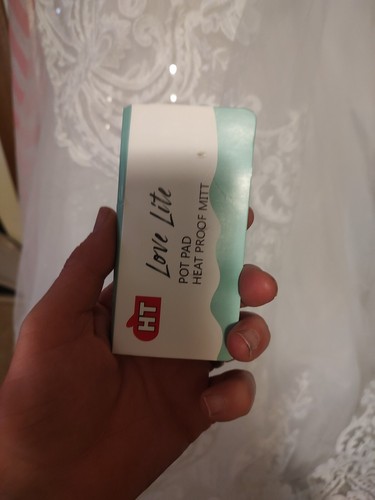 Love Lite
POT PAD
HEAT PROOF MITT
HT